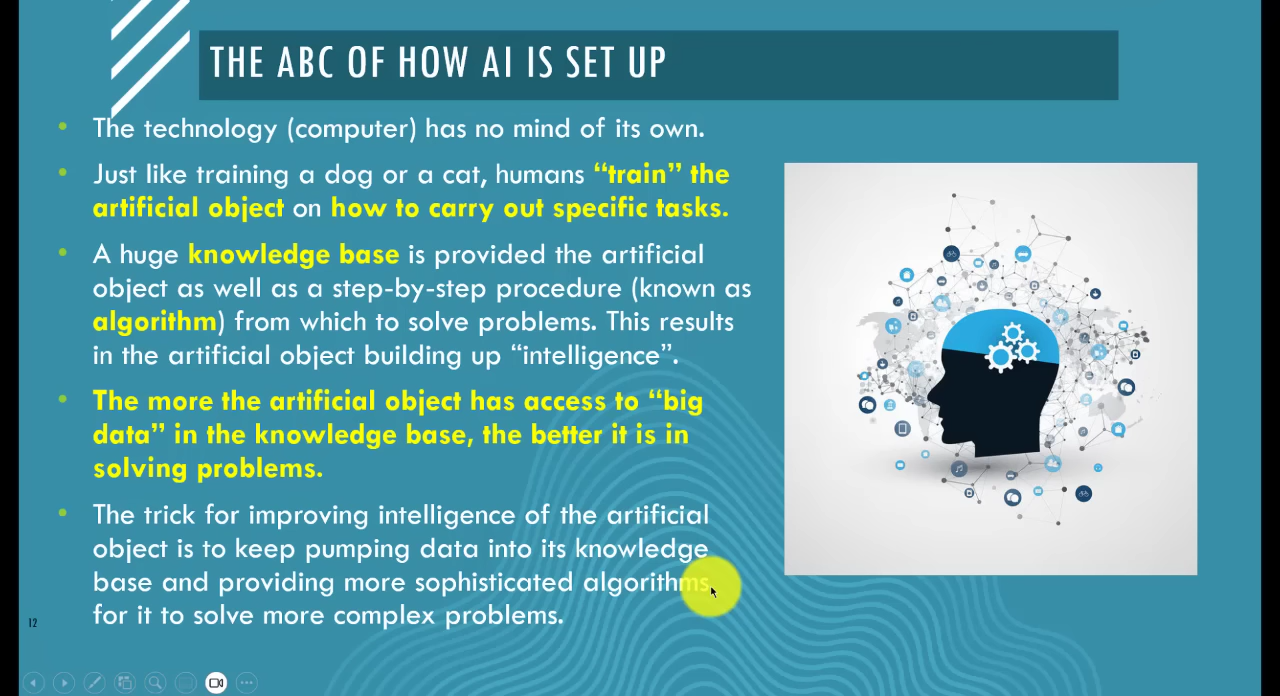 THE ABC OF HOW AI IS SET UP
• The technology (computer) has no mind of its own.
• Just like training a dog or a cat, humans “train” the
artificial object on how to carry out specific tasks.
• A huge knowledge base is provided the artificial
object as well as a step-by-step procedure (known as
algorithm) from which to solve problems. This results
in the artificial object building up “intelligence”.
• The more the artificial object has access to “big
data” in the knowledge base, the better it is in
solving problems.
• The trick for improving intelligence of the artificial
object is to keep pumping data into its knowledge
base and providing more sophisticated algorithms
for it to solve more complex problems.
12